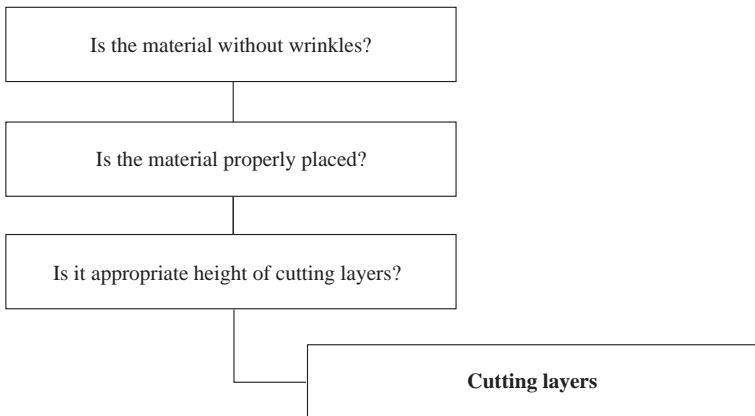 Is the material without wrinkles?
Is the material properly placed?
Is it appropriate height of cutting layers?
Cutting layers